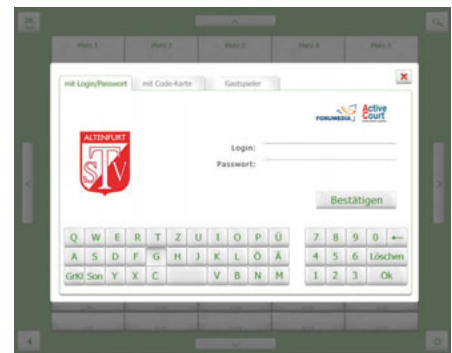 Platz 1 Platz 2 Platz 3 Platz 4 Platz 5
mit Login/Passwort mit Code-Karte Gastspieler
FORUMEDIA Active Court
ALTENFURT
STV
Login:
Passwort:
Bestätigen
Q W E R T Z U I O P Ü 7 8 9 0 ←
A S D F G H J K L Ö Ä 4 5 6 Löschen
GrKl Son Y X C V B N M 1 2 3 Ok